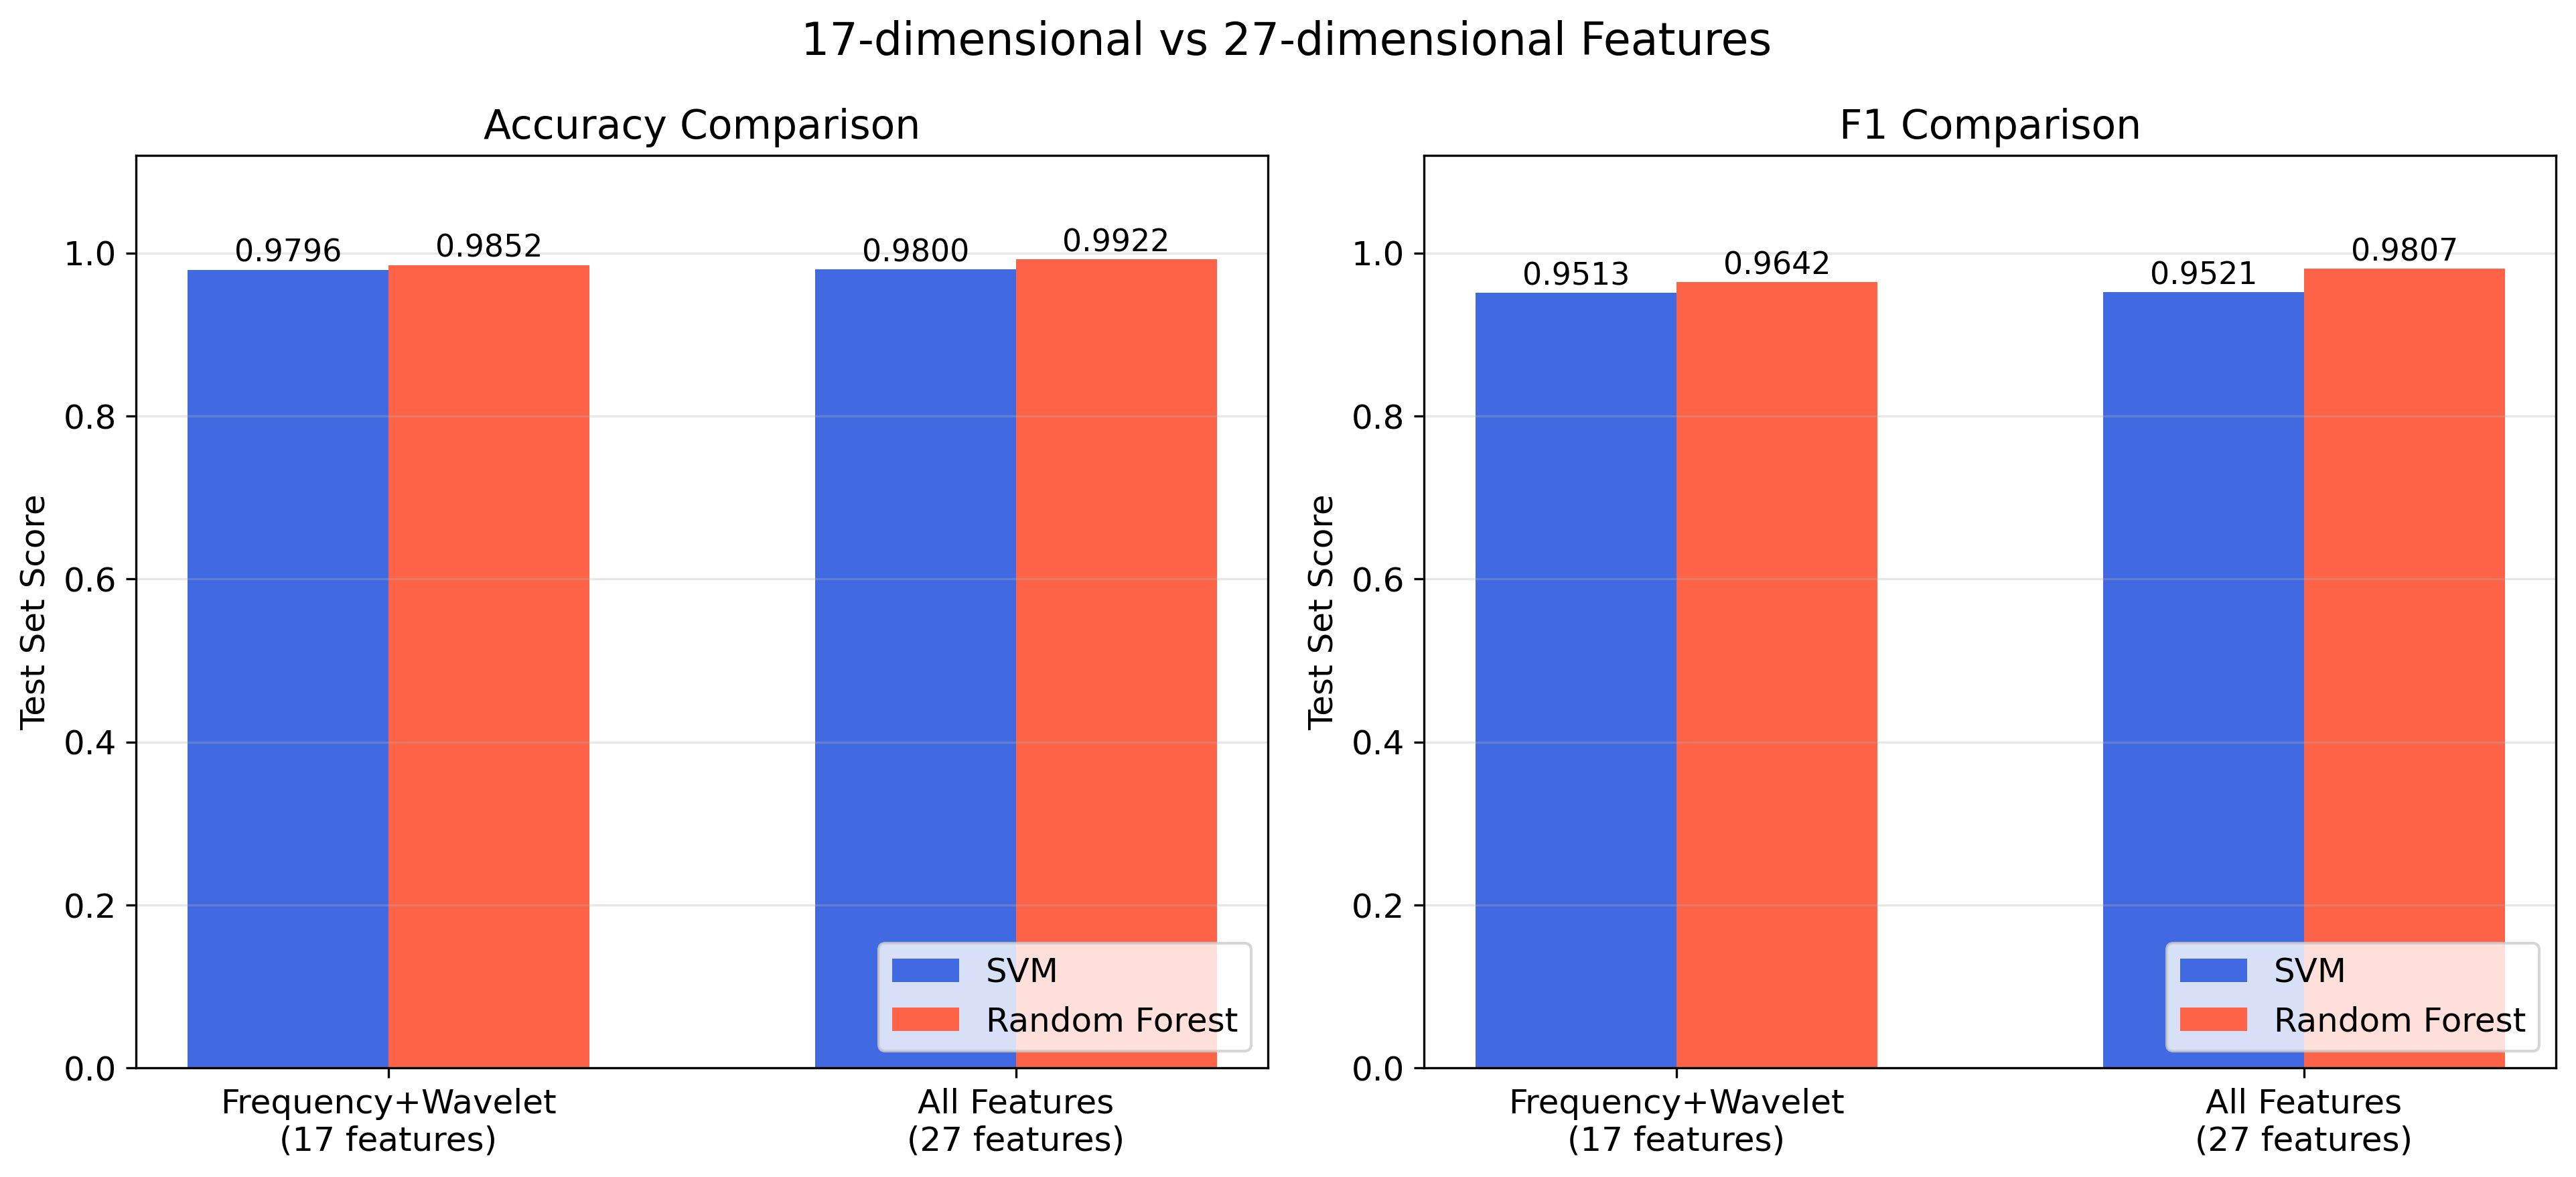 17-dimensional vs 27-dimensional Features
Accuracy Comparison
Test Set Score
1.0
0.8
0.6
0.4
0.2
0.0
0.9796
0.9852
0.9800
0.9922
SVM
Random Forest
Frequency+Wavelet
(17 features)
All Features
(27 features)
F1 Comparison
Test Set Score
1.0
0.8
0.6
0.4
0.2
0.0
0.9513
0.9642
0.9521
0.9807
SVM
Random Forest
Frequency+Wavelet
(17 features)
All Features
(27 features)